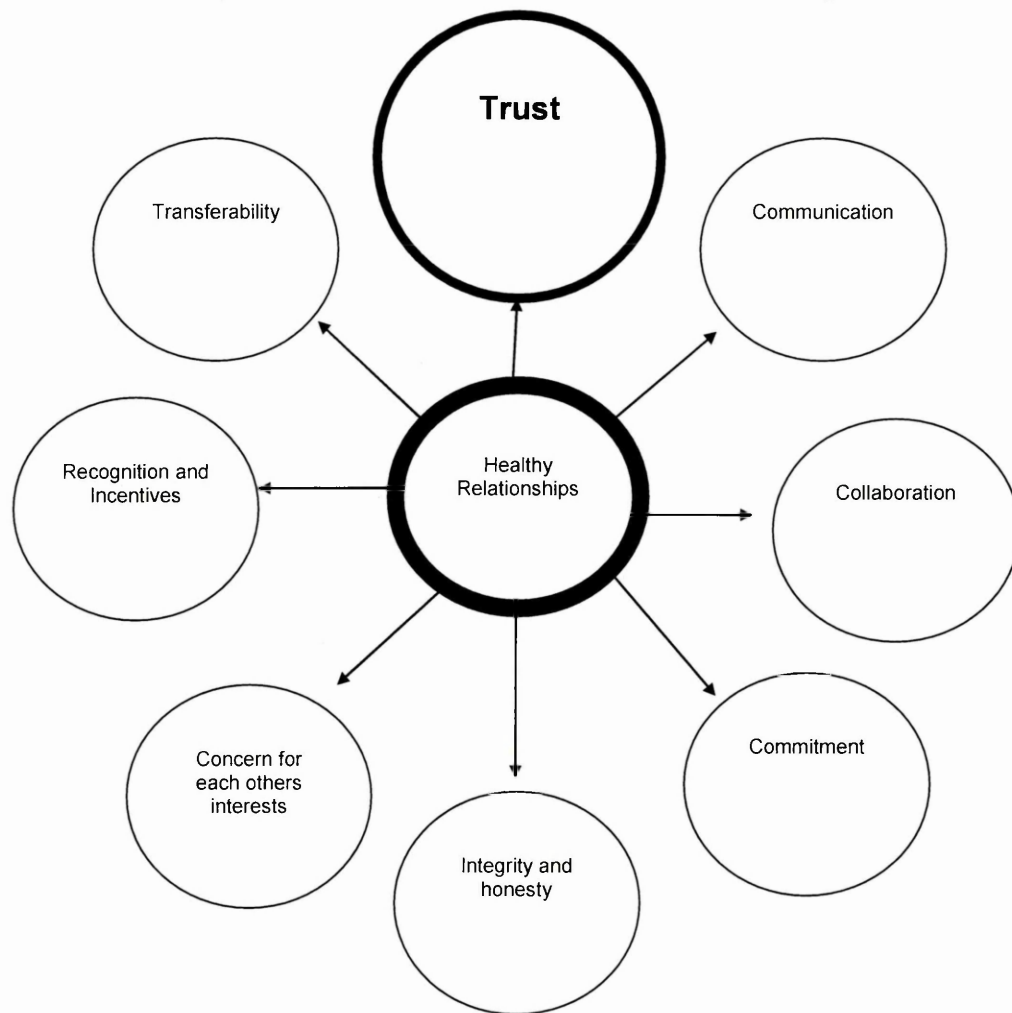 Trust
Transferability
Communication
Recognition and
Incentives
Healthy
Relationships
Collaboration
Concern for
each others
interests
Commitment
Integrity and
honesty